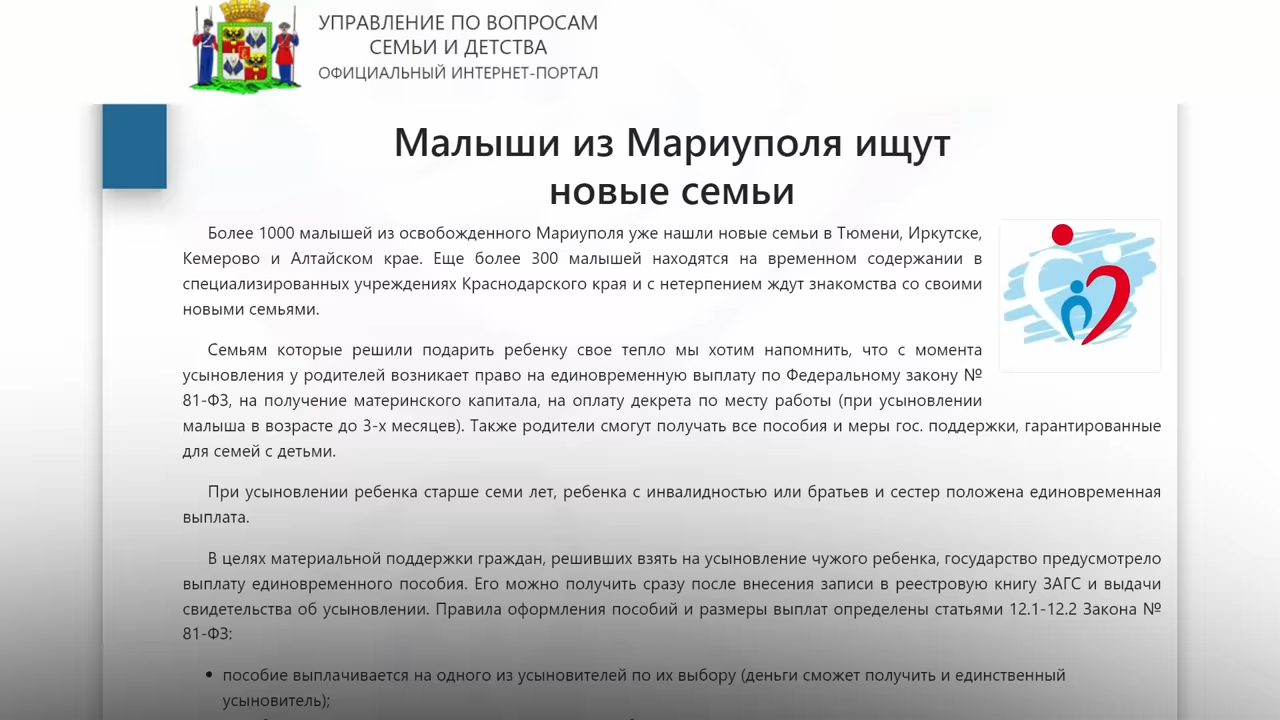 УПРАВЛЕНИЕ ПО ВОПРОСАМ
СЕМЬИ И ДЕТСТВА
ОФИЦИАЛЬНЫЙ ИНТЕРНЕТ-ПОРТАЛ
Малыши из Мариуполя ищут
новые семьи
Более 1000 малышей из освобожденного Мариуполя уже нашли новые семьи в Тюмени, Иркутске,
Кемерово и Алтайском крае. Еще более 300 малышей находятся на временном содержании в
специализированных учреждениях Краснодарского края и с нетерпением ждут знакомства со своими
новыми семьями.
Семьям которые решили подарить ребенку свое тепло мы хотим напомнить, что с момента
усыновления у родителей возникает право на единовременную выплату по Федеральному закону №
81-ФЗ, на получение материнского капитала, на оплату декрета по месту работы (при усыновлении
малыша в возрасте до 3-х месяцев). Также родители смогут получать все пособия и меры гос. поддержки, гарантированные
для семей с детьми.
При усыновлении ребенка старше семи лет, ребенка с инвалидностью или братьев и сестер положена единовременная
выплата.
В целях материальной поддержки граждан, решивших взять на усыновление чужого ребенка, государство предусмотрело
выплату единовременного пособия. Его можно получить сразу после внесения записи в реестровую книгу ЗАГС и выдачи
свидетельства об усыновлении. Правила оформления пособий и размеры выплат определены статьями 12.1-12.2 Закона №
81-ФЗ:
• пособие выплачивается на одного из усыновителей по их выбору (деньги сможет получить и единственный
усыновитель);